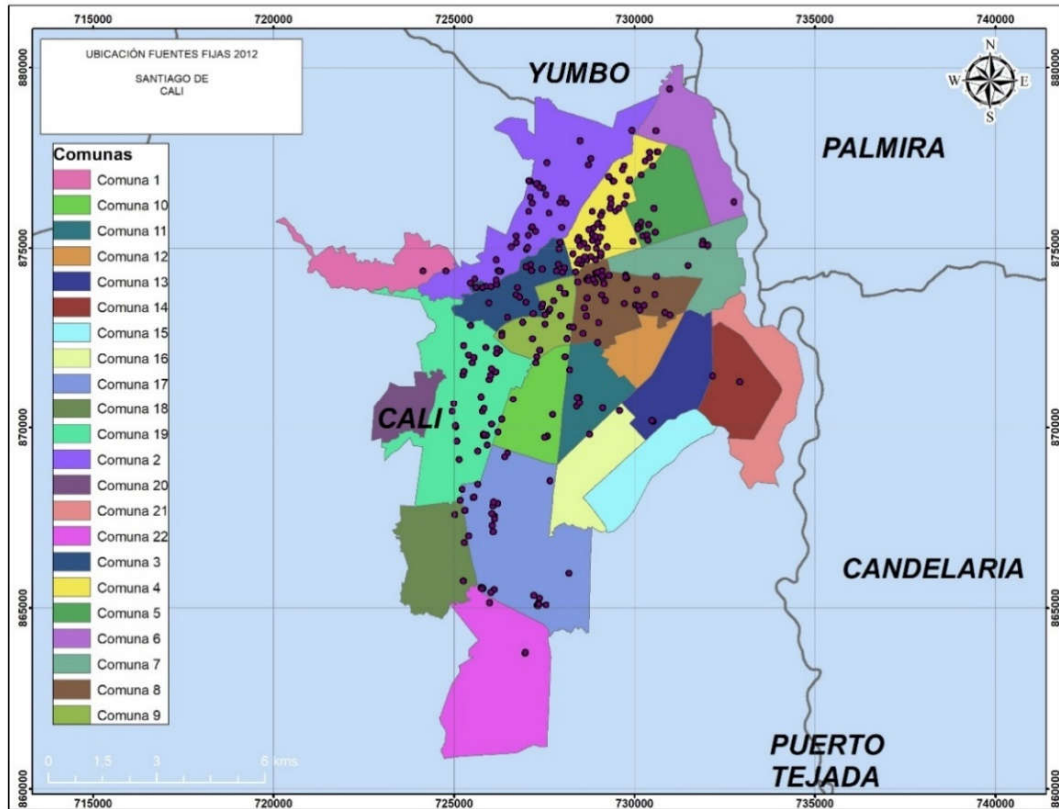 715000 720000 725000 730000 735000 740000
UBICACIÓN FUENTES FIJAS 2012
SANTIAGO DE
CALI
N
W E
S
YUMBO
PALMIRA
CALI
CANDELARIA
PUERTO
TEJADA
Comunas
Comuna 1
Comuna 10
Comuna 11
Comuna 12
Comuna 13
Comuna 14
Comuna 15
Comuna 16
Comuna 17
Comuna 18
Comuna 19
Comuna 2
Comuna 20
Comuna 21
Comuna 22
Comuna 3
Comuna 4
Comuna 5
Comuna 6
Comuna 7
Comuna 8
Comuna 9
0 1,5 3 6 kms
880000
875000
870000
865000
860000
880000
875000
870000
865000
860000
715000 720000 725000 730000 735000 740000